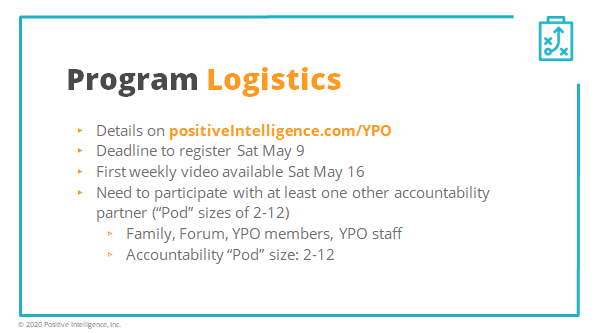 Program Logistics
Details on positiveIntelligence.com/YPO
Deadline to register Sat May 9
First weekly video available Sat May 16
Need to participate with at least one other accountability
partner (“Pod” sizes of 2-12)
Family, Forum, YPO members, YPO staff
Accountability “Pod” size: 2-12
© 2020 Positive Intelligence, Inc.